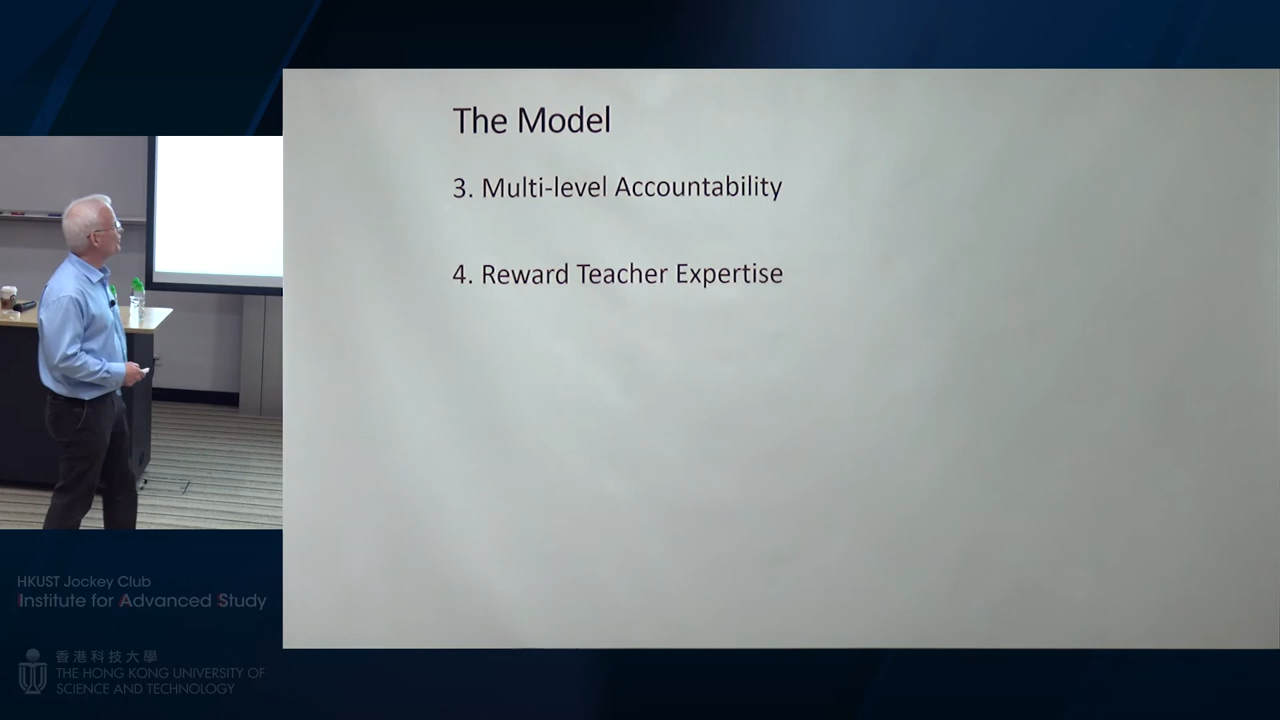 The Model
3. Multi-level Accountability
4. Reward Teacher Expertise
HKUST Jockey Club
Institute for Advanced Study
香港科技大學
THE HONG KONG UNIVERSITY OF
SCIENCE AND TECHNOLOGY